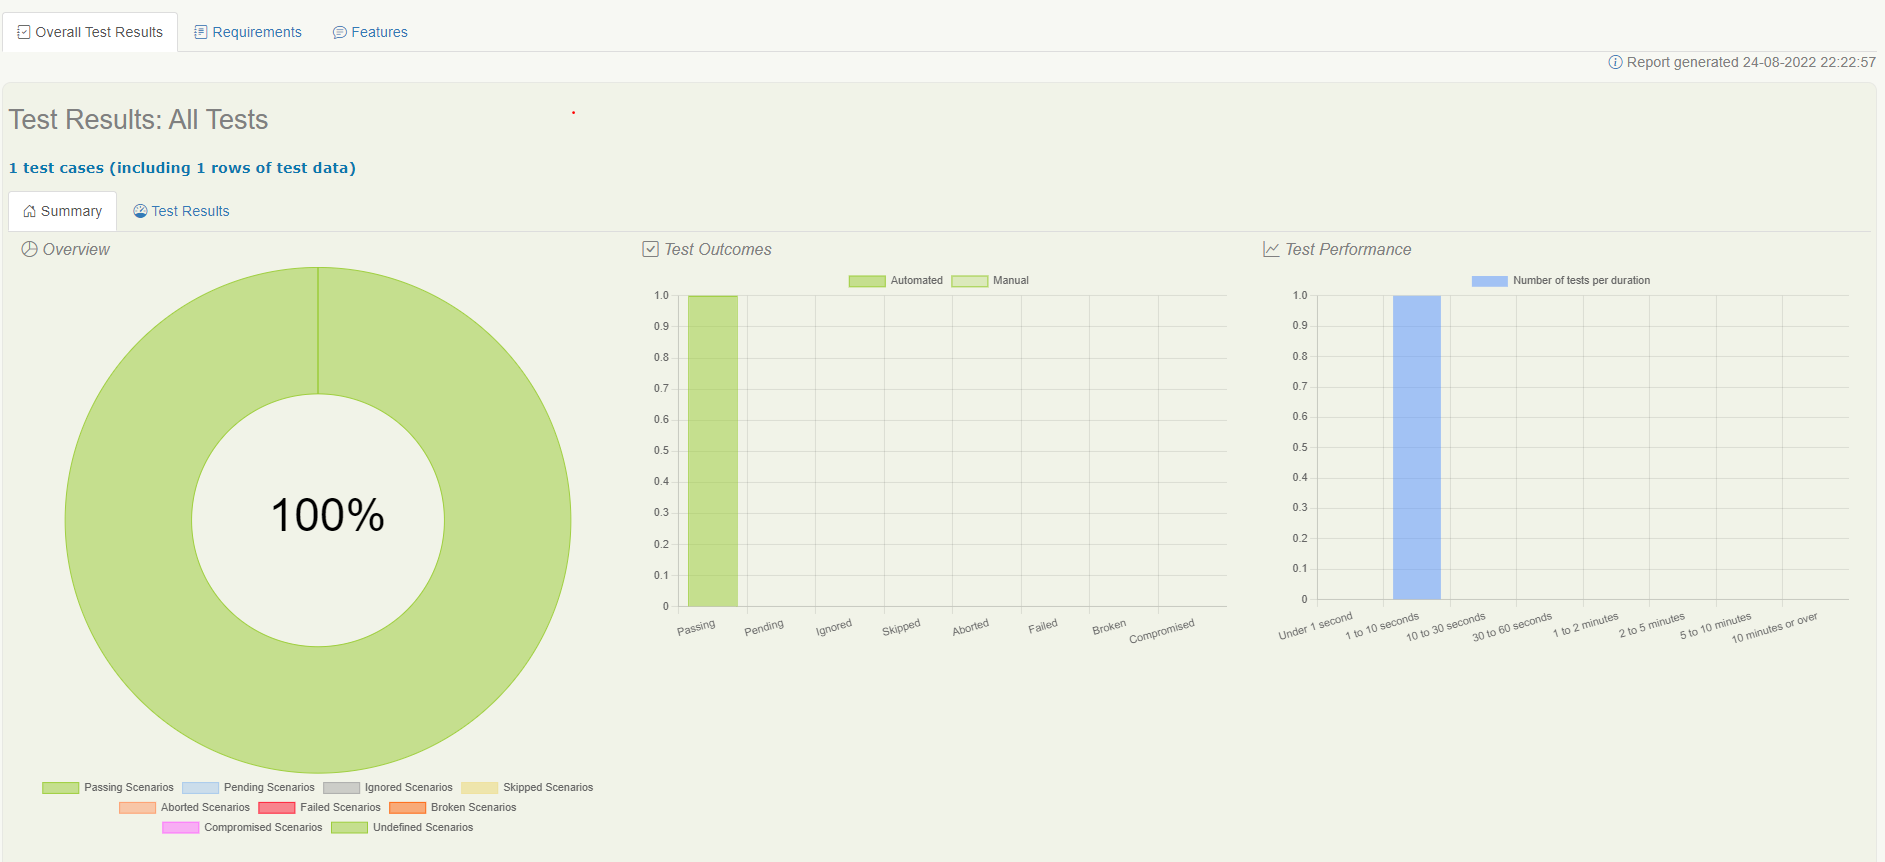 Overall Test Results Requirements Features
Report generated 24-08-2022 22:22:57
Test Results: All Tests
1 test cases (including 1 rows of test data)
Summary Test Results
Overview
100%
Passing Scenarios Pending Scenarios Ignored Scenarios Skipped Scenarios
Aborted Scenarios Failed Scenarios Broken Scenarios
Compromised Scenarios Undefined Scenarios
Test Outcomes
Automated Manual
1.0
0.9
0.8
0.7
0.6
0.5
0.4
0.3
0.2
0.1
0
Passing Pending Ignored Skipped Aborted Failed Broken Compromised
Test Performance
Number of tests per duration
1.0
0.9
0.8
0.7
0.6
0.5
0.4
0.3
0.2
0.1
0
Under 1 second 1 to 10 seconds 10 to 30 seconds 30 to 60 seconds 1 to 2 minutes 2 to 5 minutes 5 to 10 minutes 10 minutes or over